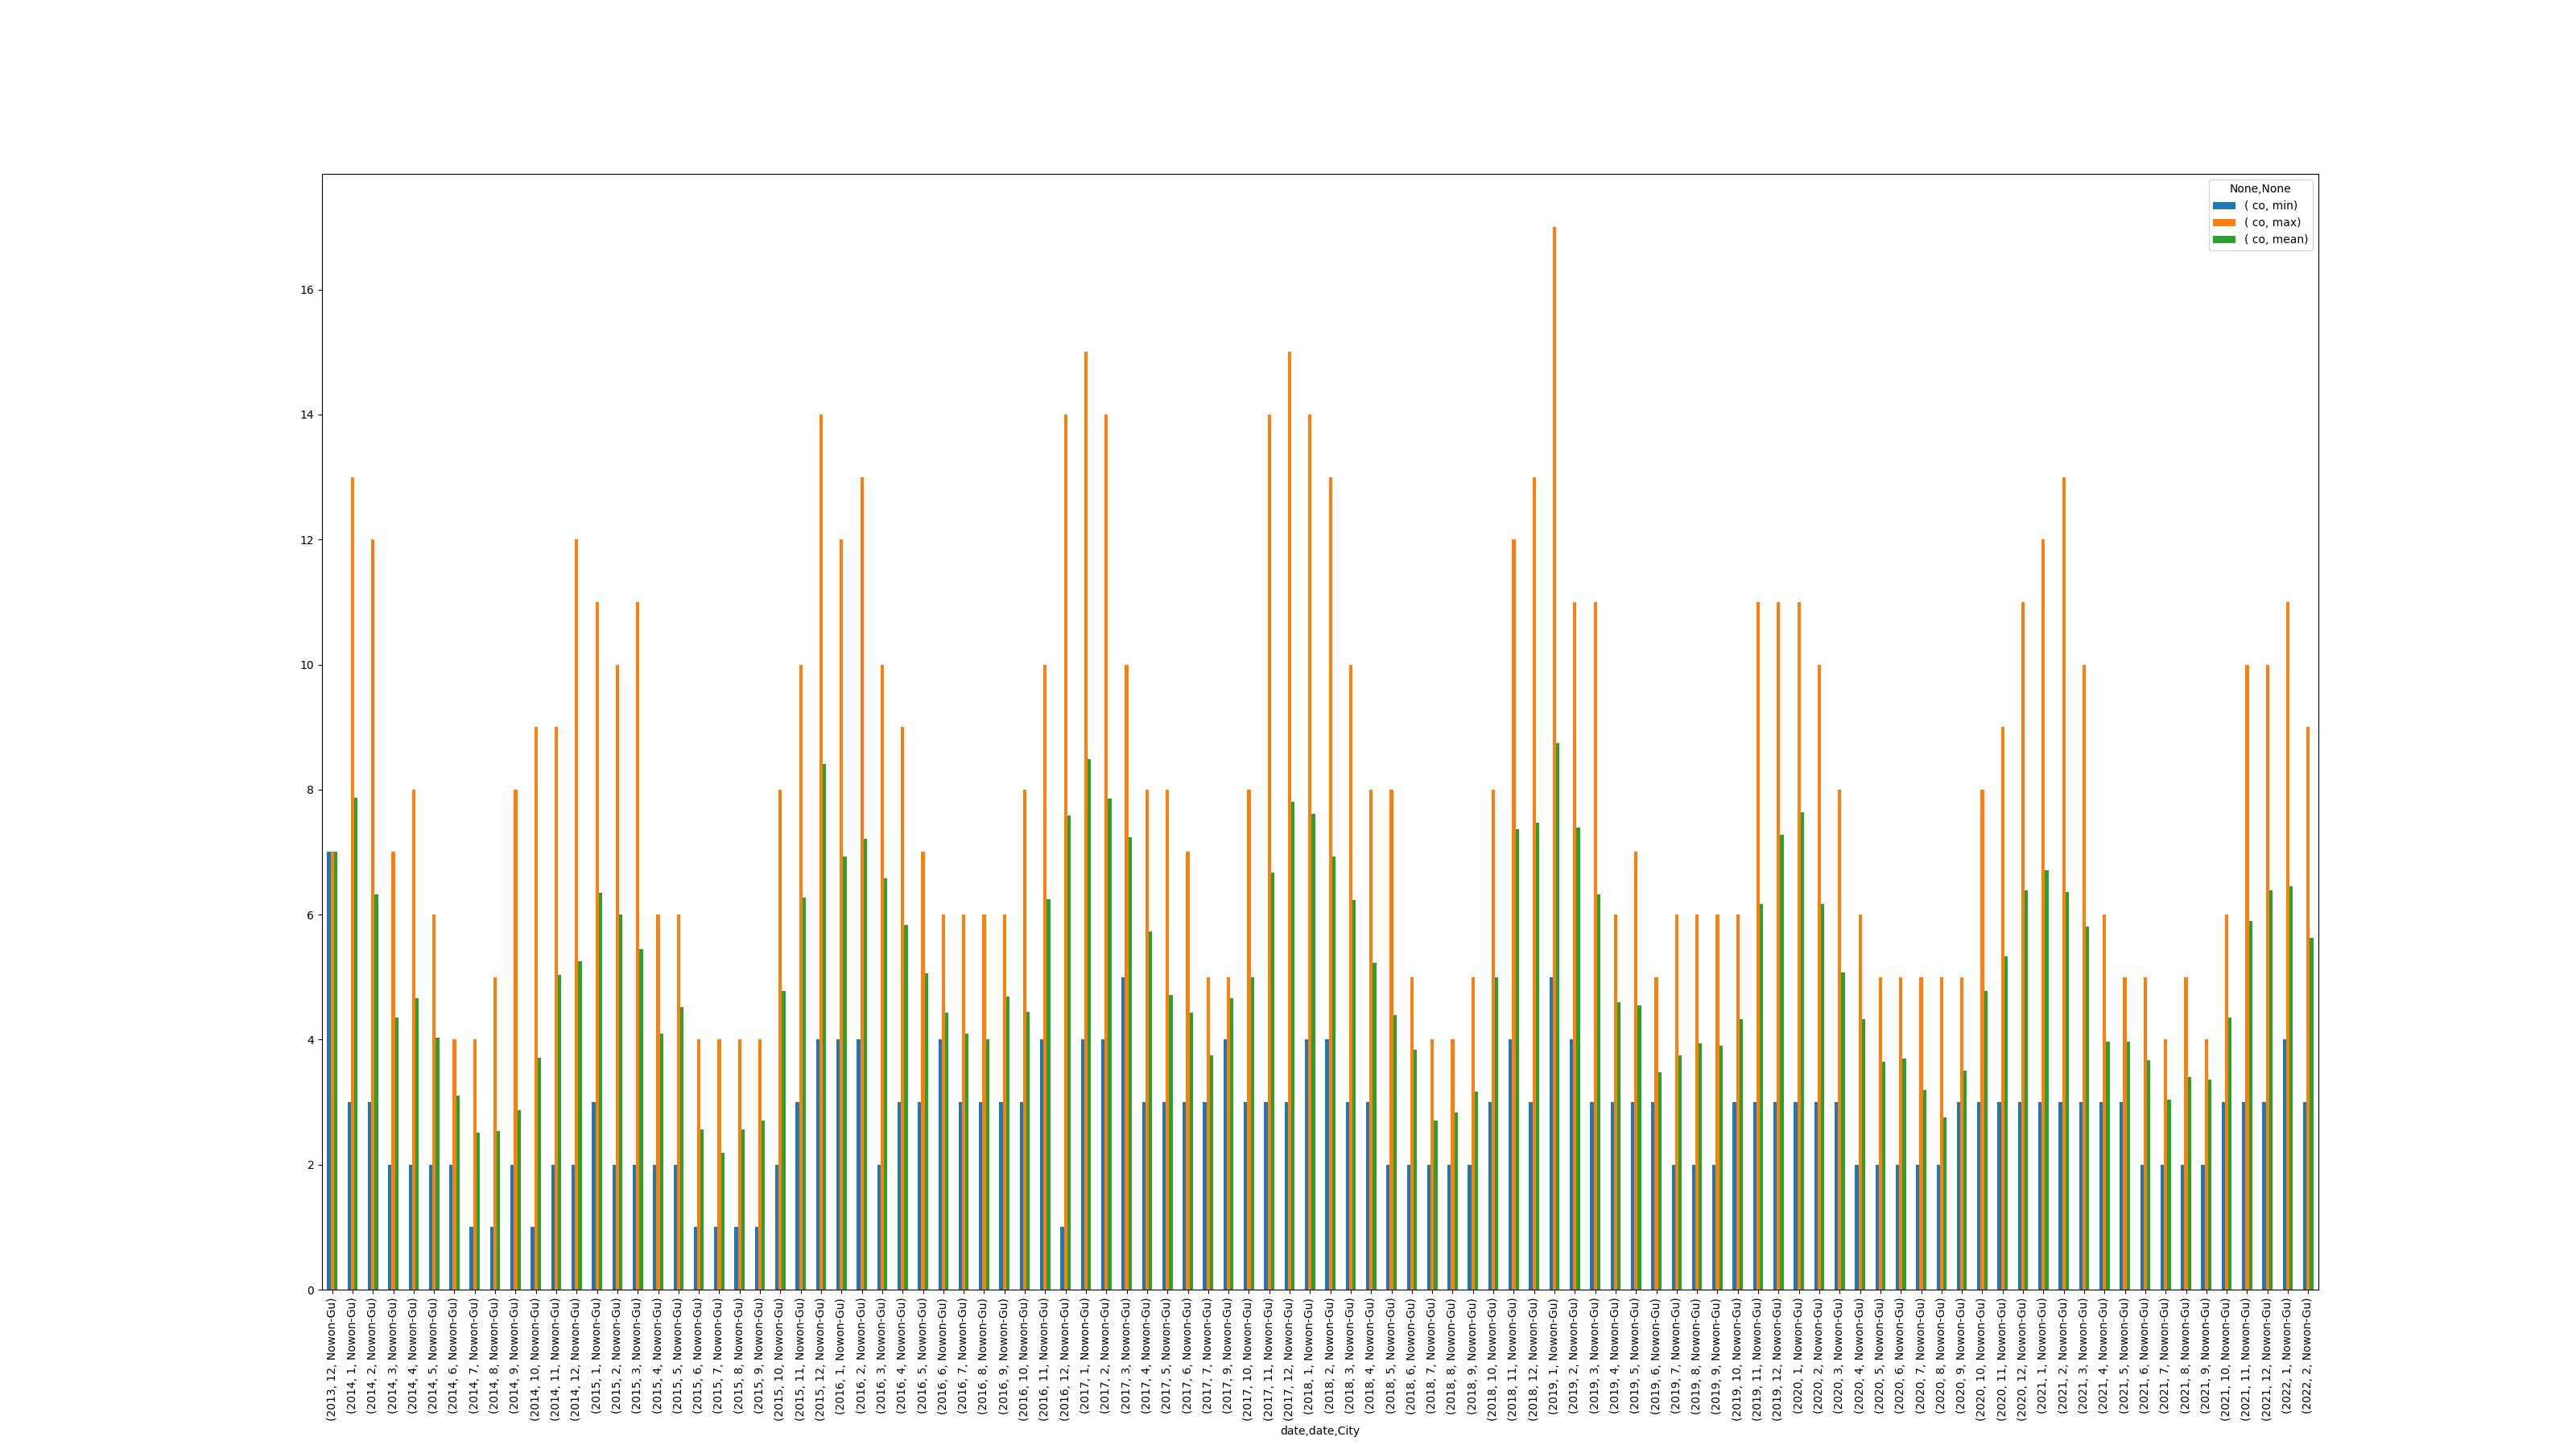 None,None
( co, min)
( co, max)
( co, mean)
16
14
12
10
8
6
4
2
0
(2013, 12, Nowon-Gu)
(2014, 1, Nowon-Gu)
(2014, 2, Nowon-Gu)
(2014, 3, Nowon-Gu)
(2014, 4, Nowon-Gu)
(2014, 5, Nowon-Gu)
(2014, 6, Nowon-Gu)
(2014, 7, Nowon-Gu)
(2014, 8, Nowon-Gu)
(2014, 9, Nowon-Gu)
(2014, 10, Nowon-Gu)
(2014, 11, Nowon-Gu)
(2014, 12, Nowon-Gu)
(2015, 1, Nowon-Gu)
(2015, 2, Nowon-Gu)
(2015, 3, Nowon-Gu)
(2015, 4, Nowon-Gu)
(2015, 5, Nowon-Gu)
(2015, 6, Nowon-Gu)
(2015, 7, Nowon-Gu)
(2015, 8, Nowon-Gu)
(2015, 9, Nowon-Gu)
(2015, 10, Nowon-Gu)
(2015, 11, Nowon-Gu)
(2015, 12, Nowon-Gu)
(2016, 1, Nowon-Gu)
(2016, 2, Nowon-Gu)
(2016, 3, Nowon-Gu)
(2016, 4, Nowon-Gu)
(2016, 5, Nowon-Gu)
(2016, 6, Nowon-Gu)
(2016, 7, Nowon-Gu)
(2016, 8, Nowon-Gu)
(2016, 9, Nowon-Gu)
(2016, 10, Nowon-Gu)
(2016, 11, Nowon-Gu)
(2016, 12, Nowon-Gu)
(2017, 1, Nowon-Gu)
(2017, 2, Nowon-Gu)
(2017, 3, Nowon-Gu)
(2017, 4, Nowon-Gu)
(2017, 5, Nowon-Gu)
(2017, 6, Nowon-Gu)
(2017, 7, Nowon-Gu)
(2017, 9, Nowon-Gu)
(2017, 10, Nowon-Gu)
(2017, 11, Nowon-Gu)
(2017, 12, Nowon-Gu)
(2018, 1, Nowon-Gu)
(2018, 2, Nowon-Gu)
(2018, 3, Nowon-Gu)
(2018, 4, Nowon-Gu)
(2018, 5, Nowon-Gu)
(2018, 6, Nowon-Gu)
(2018, 7, Nowon-Gu)
(2018, 8, Nowon-Gu)
(2018, 9, Nowon-Gu)
(2018, 10, Nowon-Gu)
(2018, 11, Nowon-Gu)
(2018, 12, Nowon-Gu)
(2019, 1, Nowon-Gu)
(2019, 2, Nowon-Gu)
(2019, 3, Nowon-Gu)
(2019, 4, Nowon-Gu)
(2019, 5, Nowon-Gu)
(2019, 6, Nowon-Gu)
(2019, 7, Nowon-Gu)
(2019, 8, Nowon-Gu)
(2019, 9, Nowon-Gu)
(2019, 10, Nowon-Gu)
(2019, 11, Nowon-Gu)
(2019, 12, Nowon-Gu)
(2020, 1, Nowon-Gu)
(2020, 2, Nowon-Gu)
(2020, 3, Nowon-Gu)
(2020, 4, Nowon-Gu)
(2020, 5, Nowon-Gu)
(2020, 6, Nowon-Gu)
(2020, 7, Nowon-Gu)
(2020, 8, Nowon-Gu)
(2020, 9, Nowon-Gu)
(2020, 10, Nowon-Gu)
(2020, 11, Nowon-Gu)
(2020, 12, Nowon-Gu)
(2021, 1, Nowon-Gu)
(2021, 2, Nowon-Gu)
(2021, 3, Nowon-Gu)
(2021, 4, Nowon-Gu)
(2021, 5, Nowon-Gu)
(2021, 6, Nowon-Gu)
(2021, 7, Nowon-Gu)
(2021, 8, Nowon-Gu)
(2021, 9, Nowon-Gu)
(2021, 10, Nowon-Gu)
(2021, 11, Nowon-Gu)
(2021, 12, Nowon-Gu)
(2022, 1, Nowon-Gu)
(2022, 2, Nowon-Gu)
date,date,City